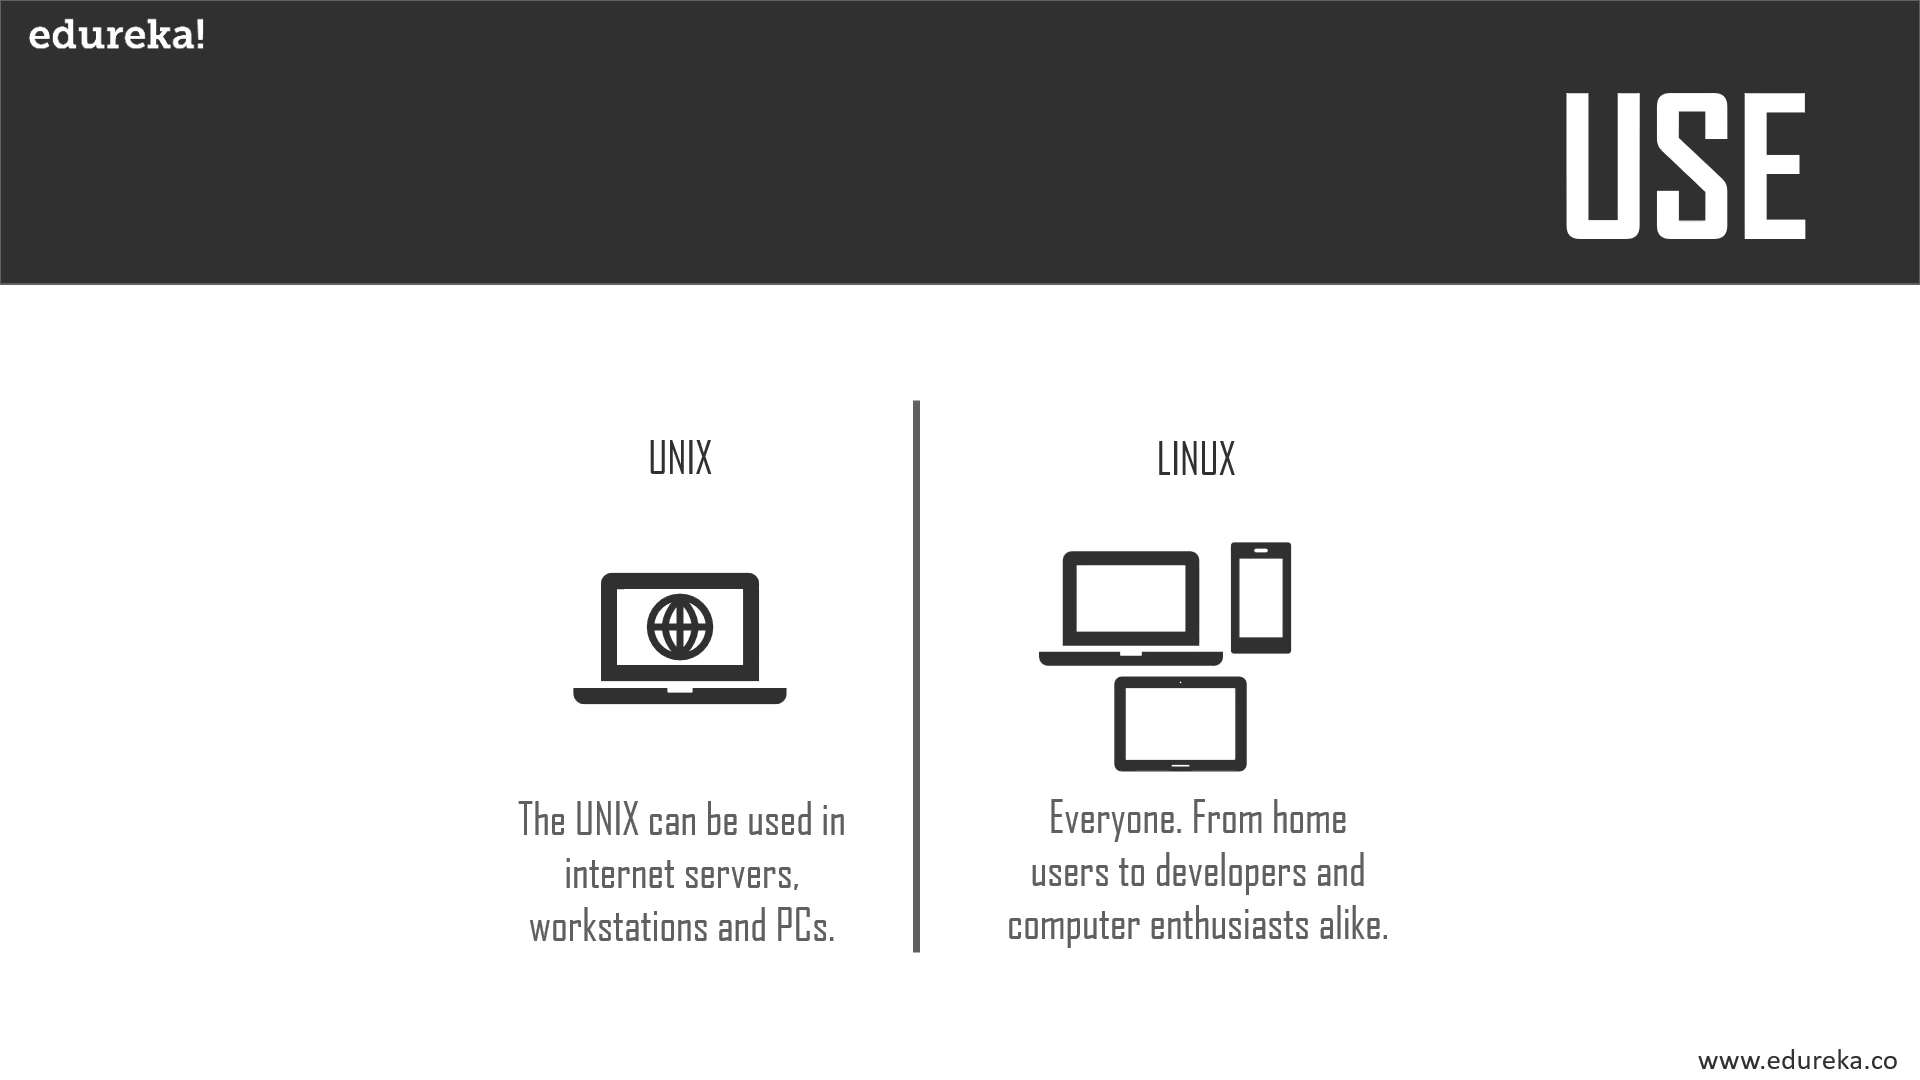 edureka!
USE
UNIX
The UNIX can be used in
internet servers,
workstations and PCs.
LINUX
Everyone. From home
users to developers and
computer enthusiasts alike.
www.edureka.co